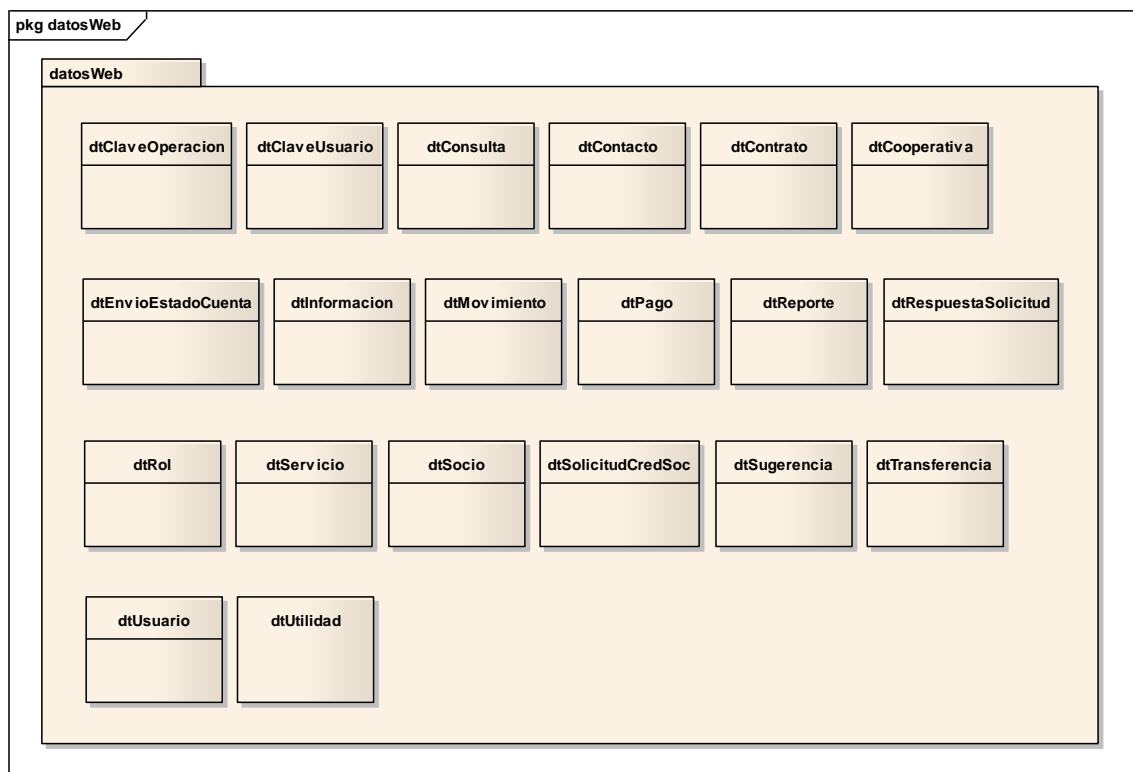 pkg datosWeb
datosWeb
dtClaveOperacion dtClaveUsuario dtConsulta dtContacto dtContrato dtCooperativa
dtEnvioEstadoCuenta dtInformacion dtMovimiento dtPago dtReporte dtRespuestaSolicitud
dtRol dtServicio dtSocio dtSolicitudCredSoc dtSugerencia dtTransferencia
dtUsuario dtUtilidad